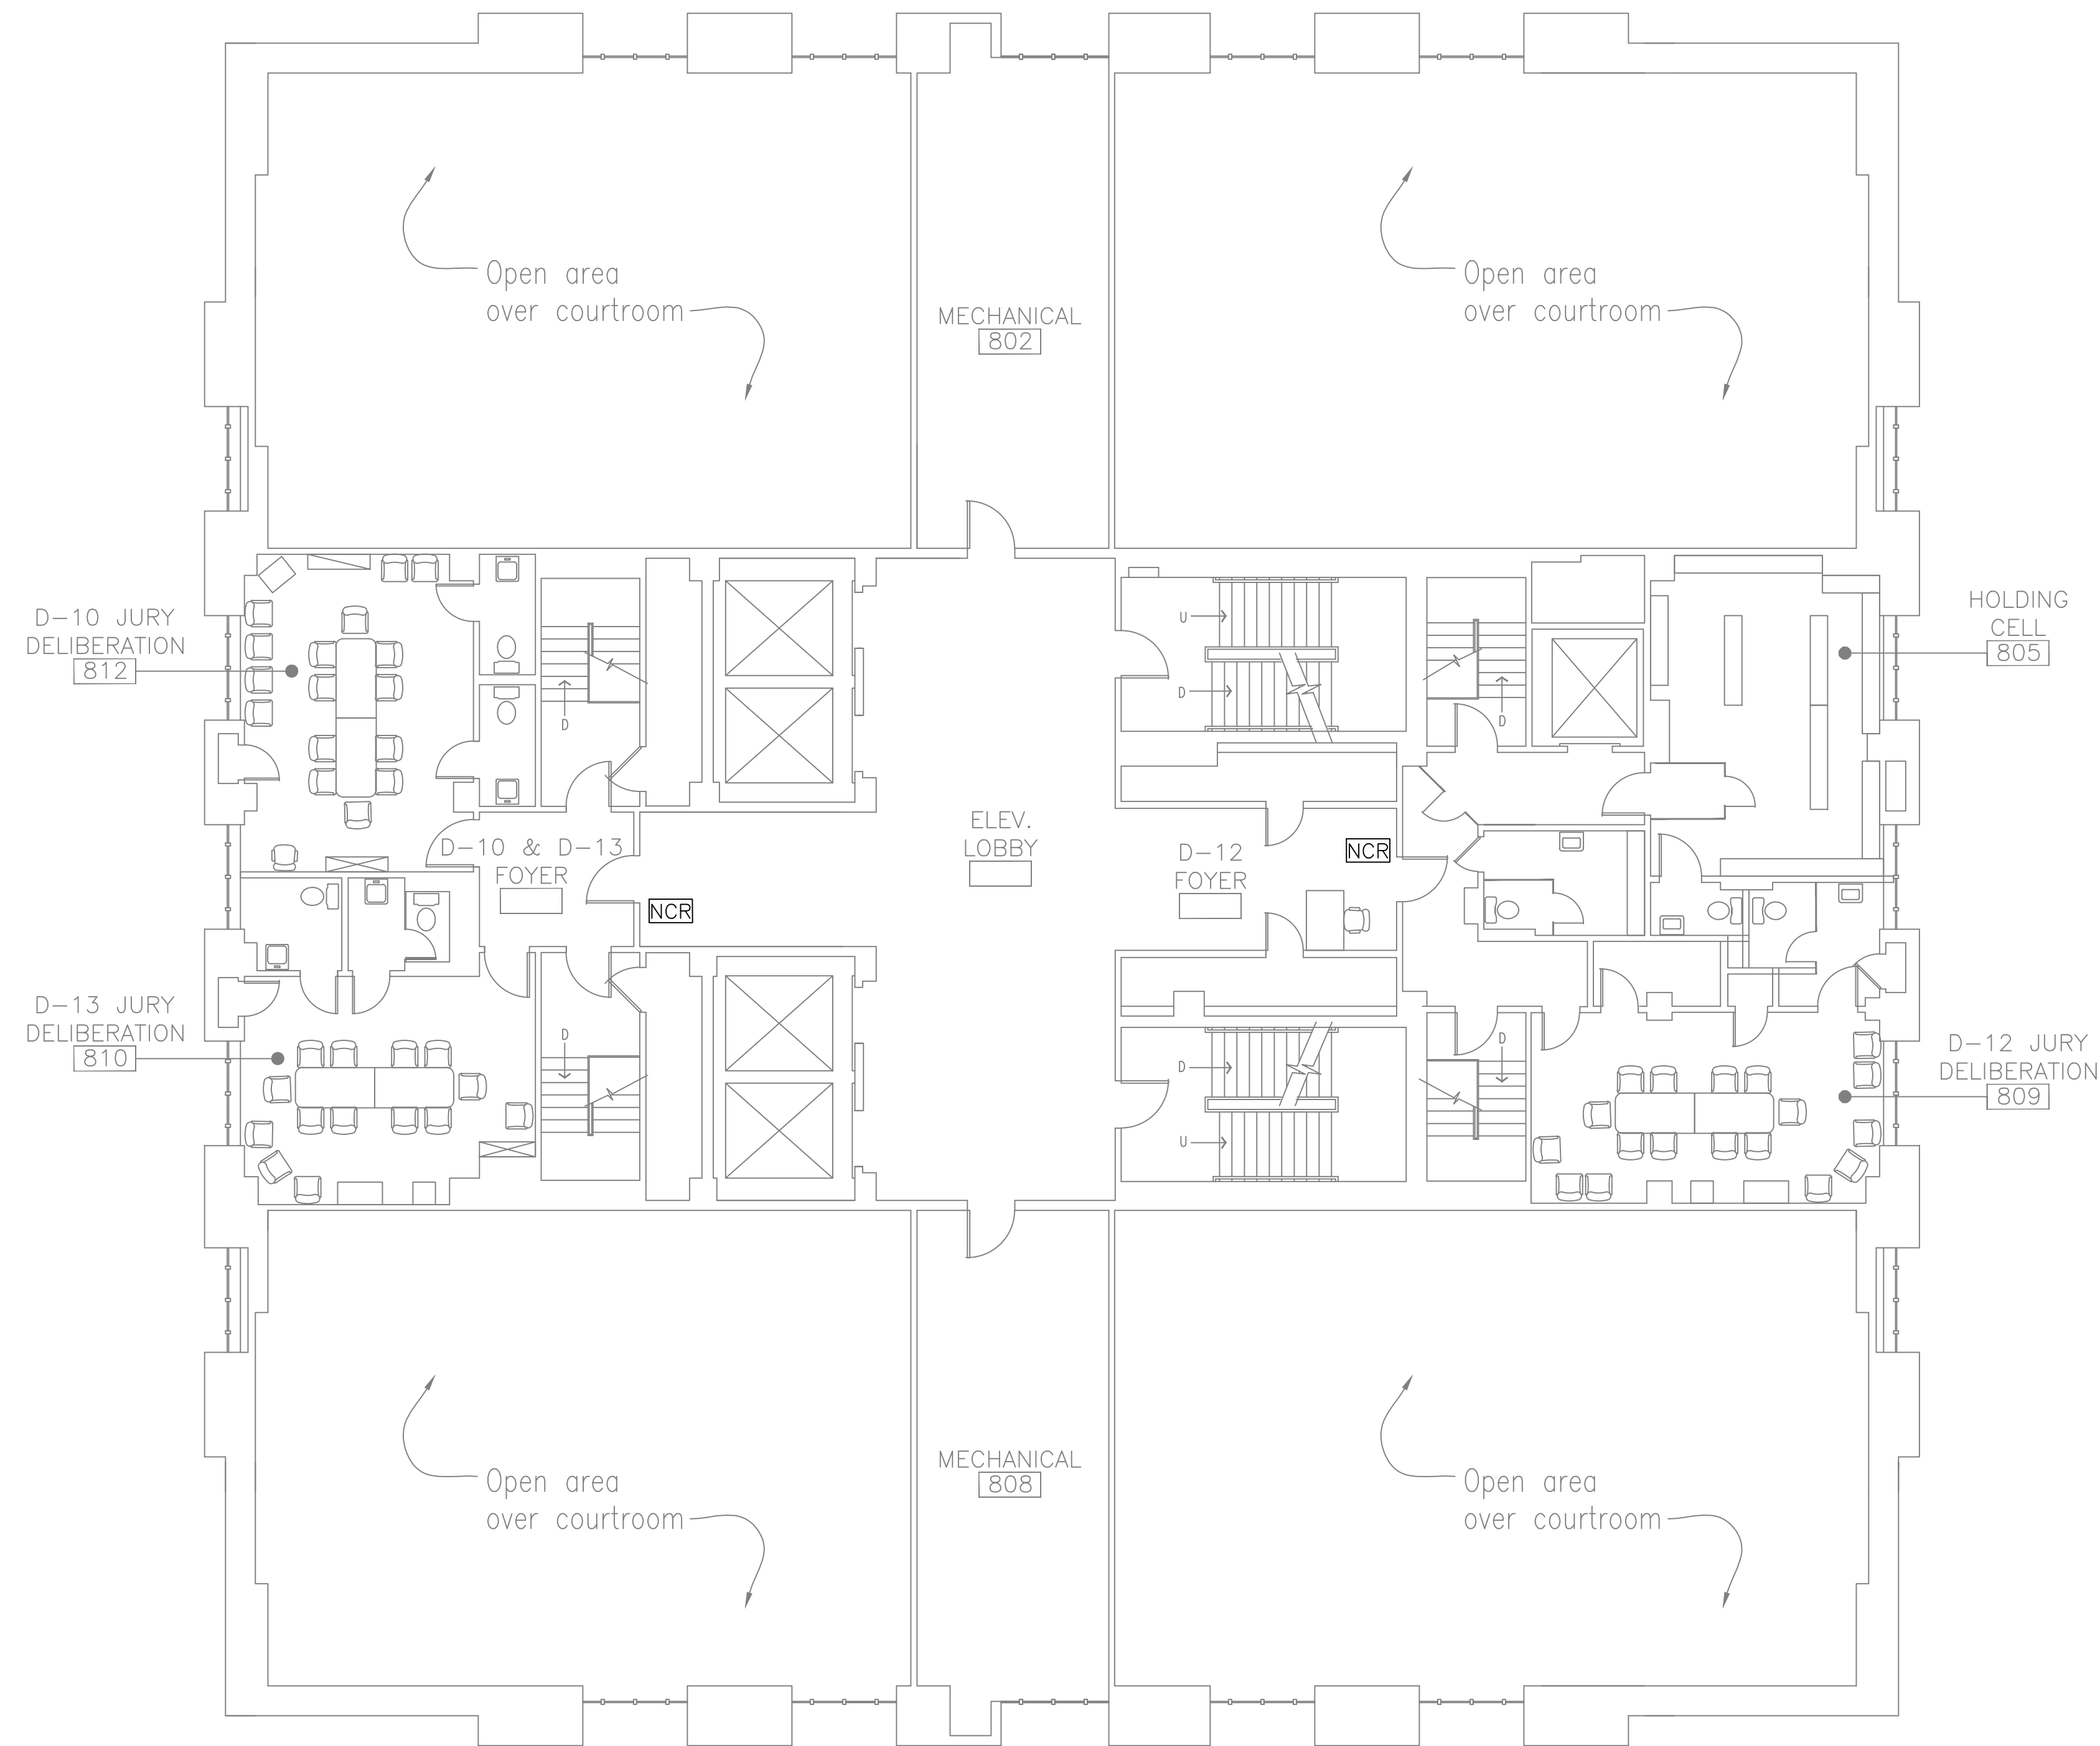 Open area
over courtroom
Open area
over courtroom
MECHANICAL
802
D-10 JURY
DELIBERATION
812
HOLDING
CELL
805
U
D
D
D
ELEV.
LOBBY
D-10 & D-13
FOYER
NCR
D-12
FOYER
NCR
D-13 JURY
DELIBERATION
810
D-12 JURY
DELIBERATION
809
D
D
D
U
MECHANICAL
808
Open area
over courtroom
Open area
over courtroom